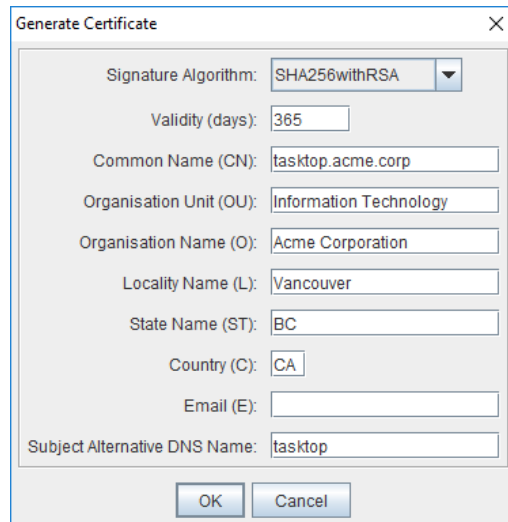 Generate Certificate
Signature Algorithm: SHA256withRSA
Validity (days): 365
Common Name (CN): tasktop.acme.corp
Organisation Unit (OU): Information Technology
Organisation Name (O): Acme Corporation
Locality Name (L): Vancouver
State Name (ST): BC
Country (C): CA
Email (E):
Subject Alternative DNS Name: tasktop
OK Cancel